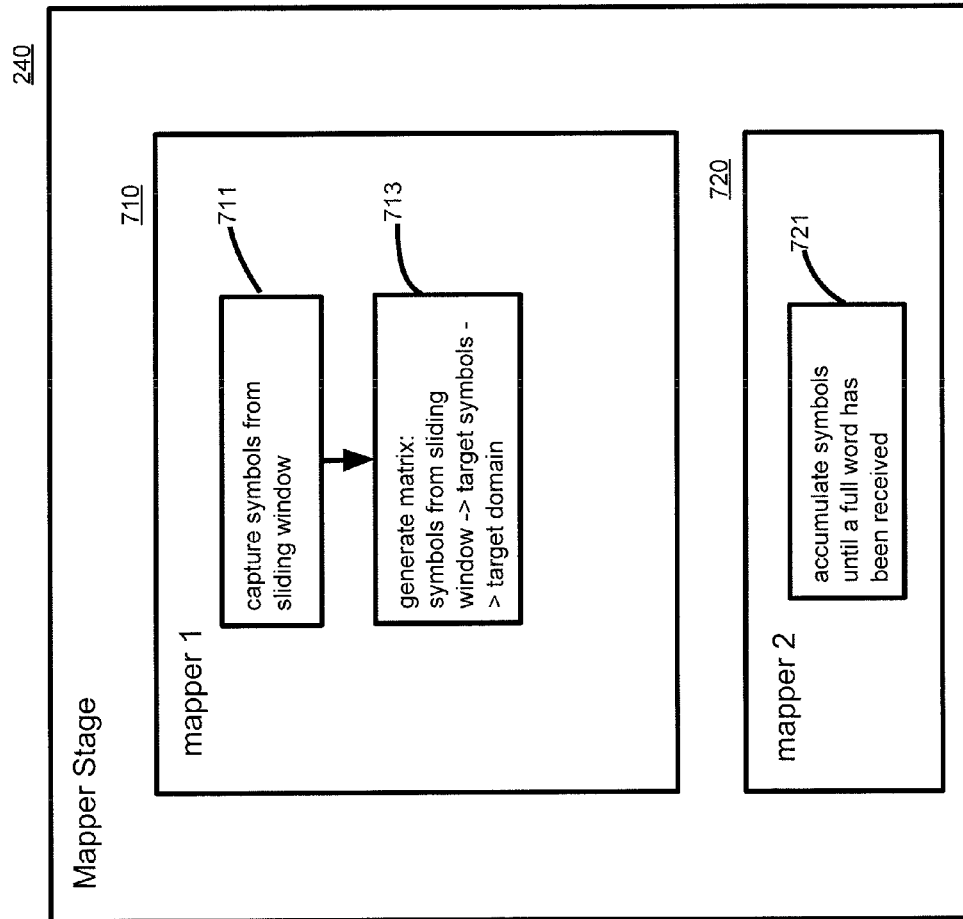 240
Mapper Stage
710
mapper 1
711
capture symbols from
sliding window
713
generate matrix:
symbols from sliding
window -> target symbols -
> target domain
720
mapper 2
721
accumulate symbols
until a full word has
been received